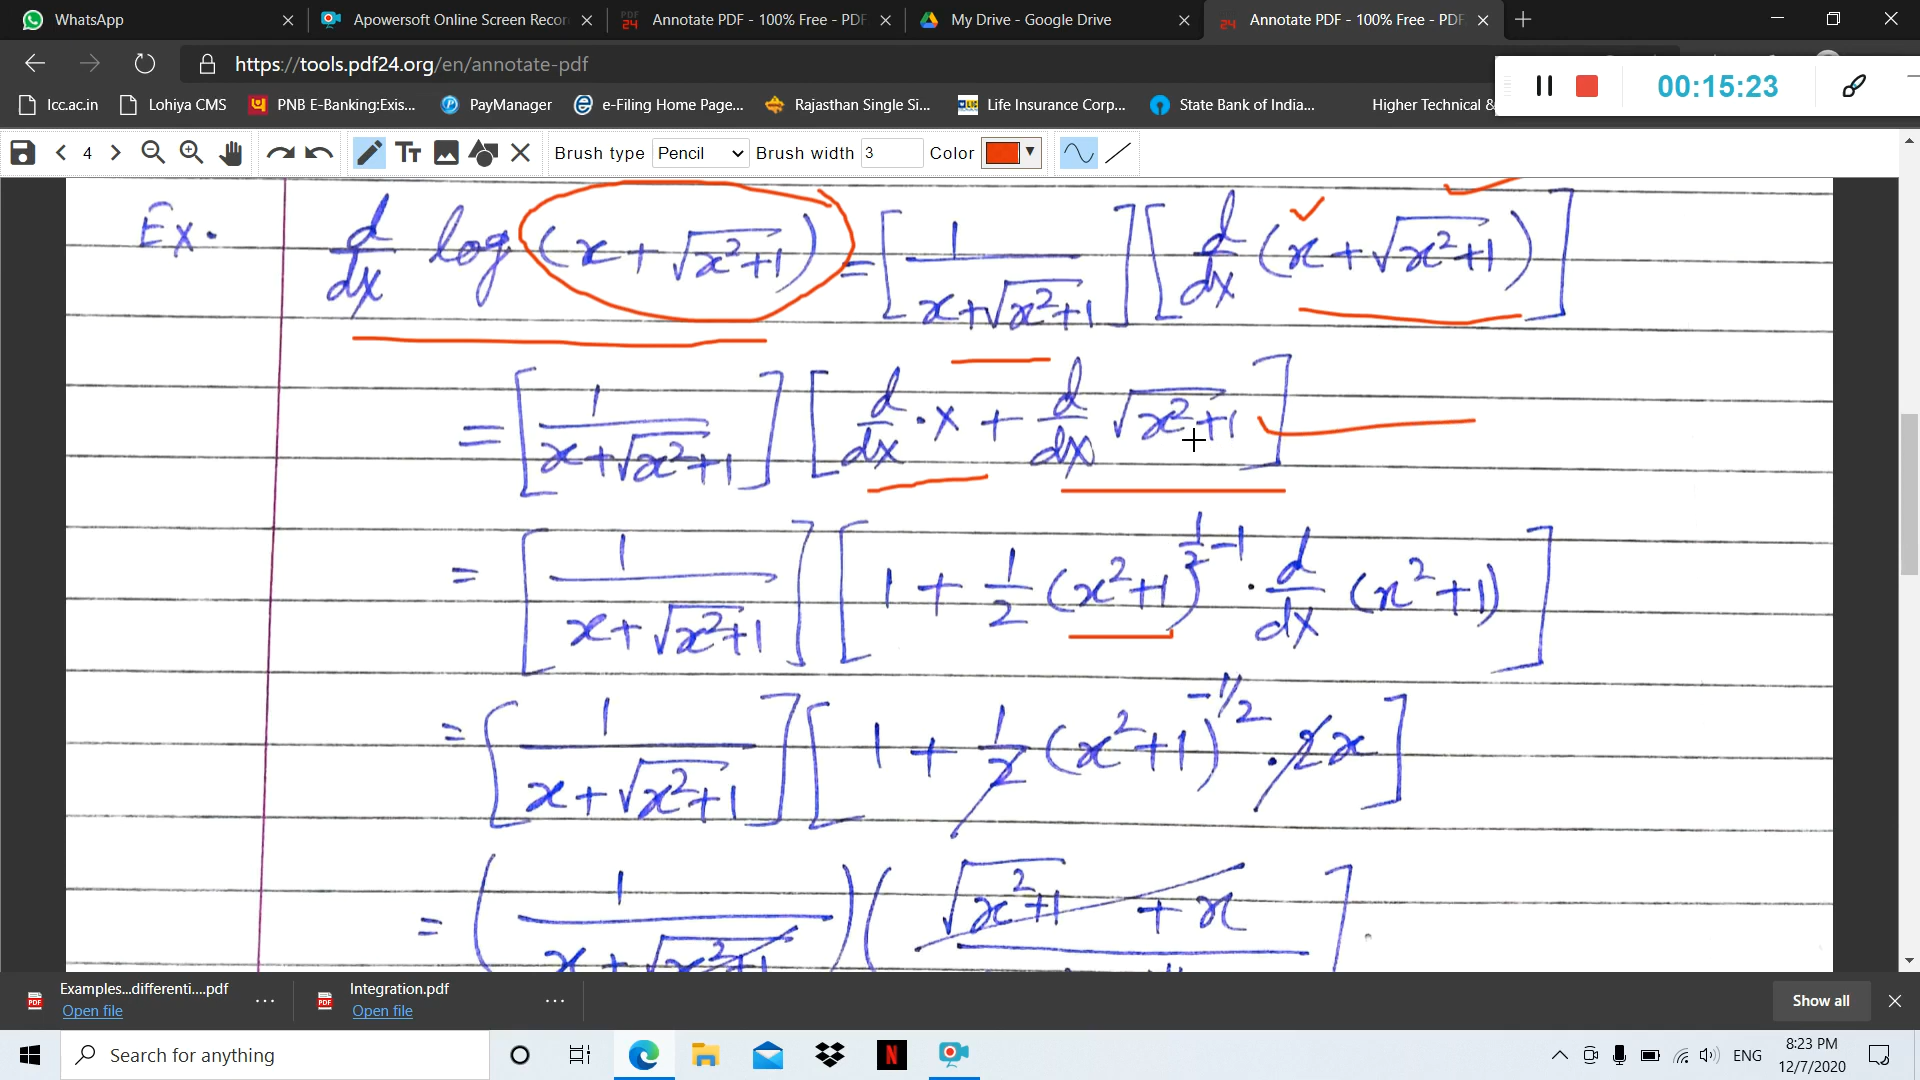 WhatsApp
Apowersoft Online Screen Recor
Annotate PDF - 100% Free - PDF
My Drive - Google Drive
Annotate PDF - 100% Free - PDF
https://tools.pdf24.org/en/annotate-pdf
00:15:23
lcc.ac.in
Lohiya CMS
PNB E-Banking:Exis...
PayManager
e-Filing Home Page...
Rajasthan Single Si...
Life Insurance Corp...
State Bank of India...
Higher Technical &
4 Brush type Pencil Brush width 3 Color
Ex. d/dx log (x + √(x²+1)) = [1/(x+√(x²+1))] [d/dx (x + √(x²+1))]
= [1/(x+√(x²+1))] [d/dx · x + d/dx √(x²+1)]
= [1/(x+√(x²+1))] [1 + 1/2 (x²+1)^(1/2 - 1) · d/dx (x²+1)]
= [1/(x+√(x²+1))] [1 + 1/2 (x²+1)^(-1/2) · 2x]
= (1/(x+√(x²+1))) (√(x²+1) + x
Examples...differenti....pdf
Open file
Integration.pdf
Open file
Show all
Search for anything
ENG
8:23 PM
12/7/2020